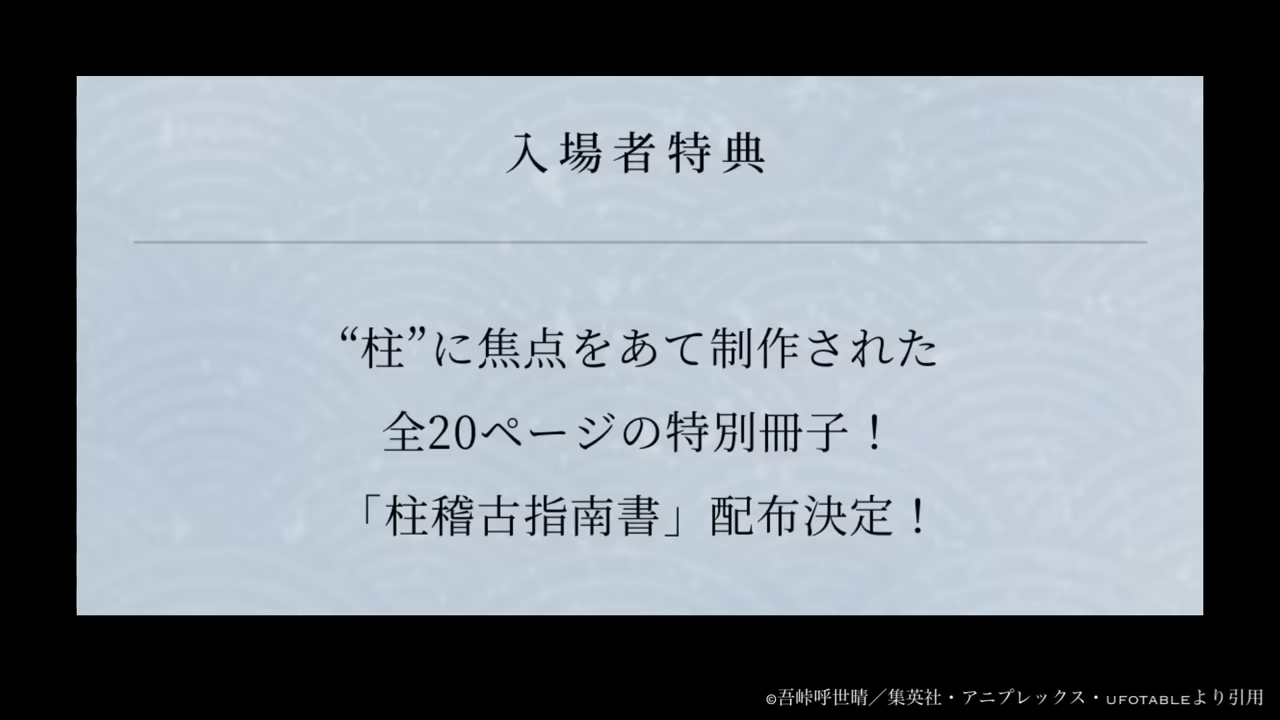 入場者特典
“柱”に焦点をあて制作された
全20ページの特別冊子！
「柱稽古指南書」配布決定！
©吾峠呼世晴／集英社・アニプレックス・UFOTABLEより引用